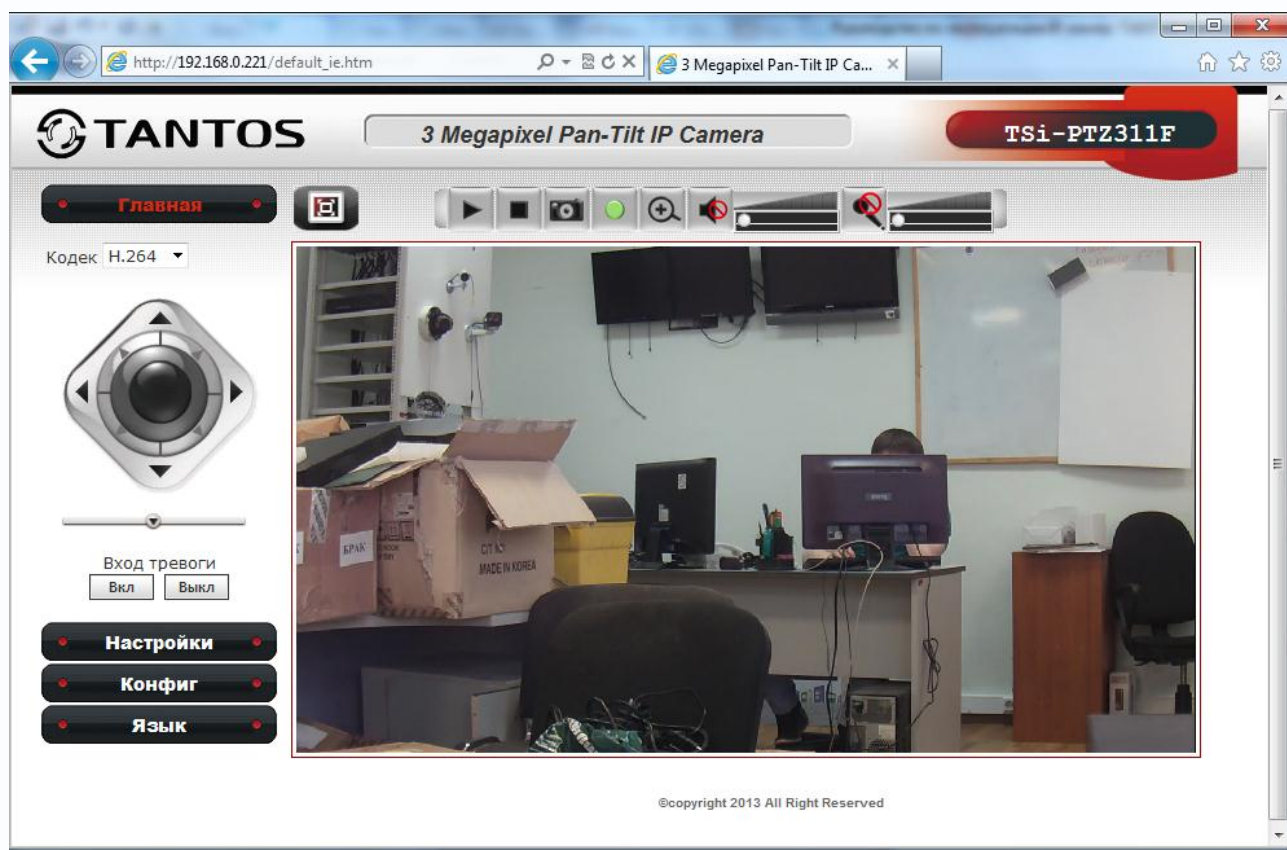 http://192.168.0.221/default_ie.htm
3 Megapixel Pan-Tilt IP Ca...
TANTOS
3 Megapixel Pan-Tilt IP Camera
TSi-PTZ311F
Главная
Кодек H.264
Вход тревоги
Вкл Выкл
Настройки
Конфиг
Язык
БРАК
C/T NO
MADE IN KOREA
BENQ
©copyright 2013 All Right Reserved